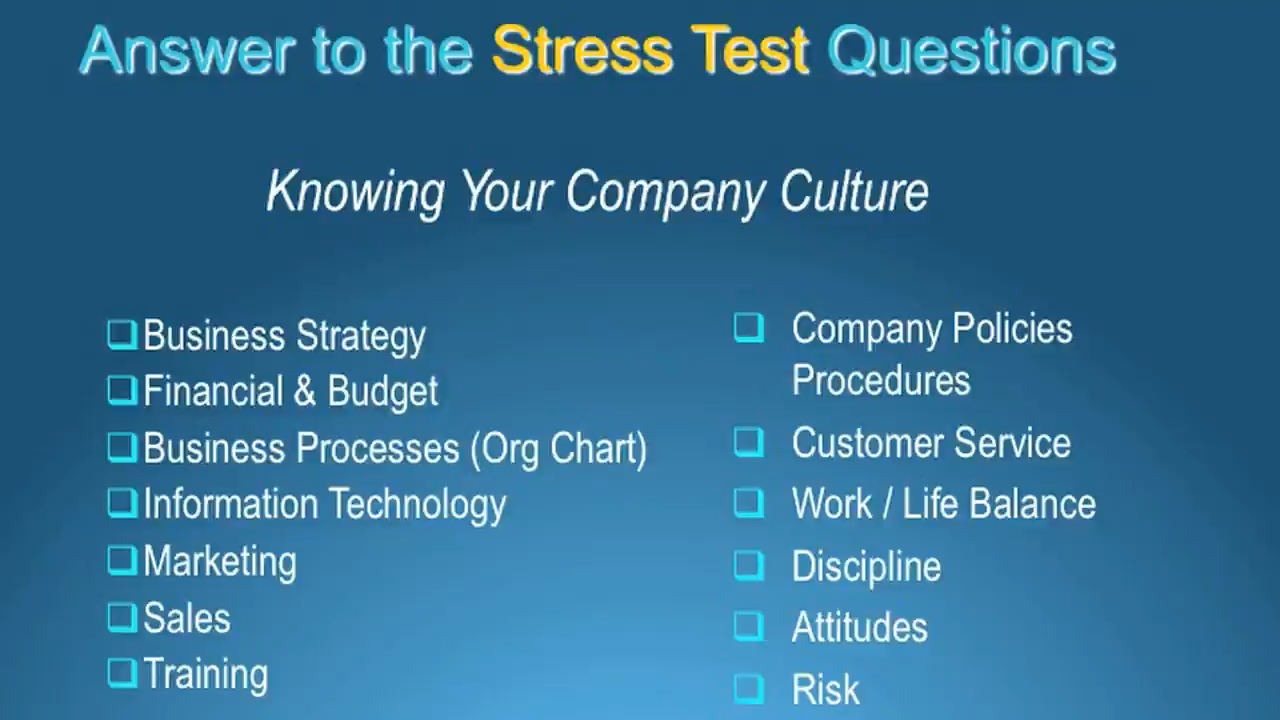 Answer to the Stress Test Questions
Knowing Your Company Culture
Business Strategy
Financial & Budget
Business Processes (Org Chart)
Information Technology
Marketing
Sales
Training
Company Policies
Procedures
Customer Service
Work / Life Balance
Discipline
Attitudes
Risk